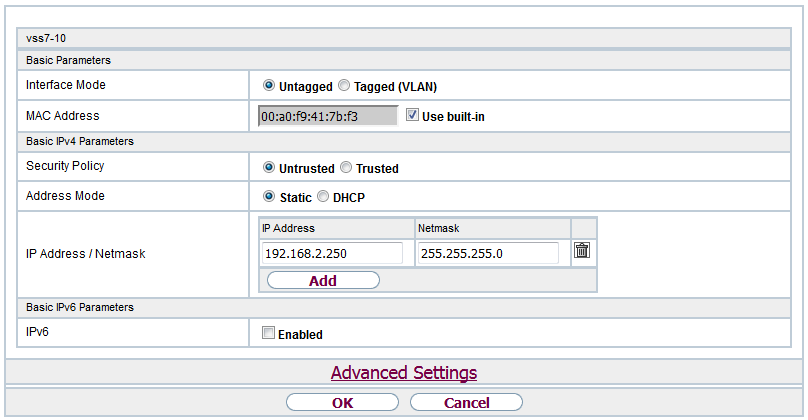 vss7-10
Basic Parameters
Interface Mode Untagged Tagged (VLAN)
MAC Address 00:a0:f9:41:7b:f3 Use built-in
Basic IPv4 Parameters
Security Policy Untrusted Trusted
Address Mode Static DHCP
IP Address Netmask
IP Address / Netmask 192.168.2.250 255.255.255.0
Add
Basic IPv6 Parameters
IPv6 Enabled
Advanced Settings
OK Cancel